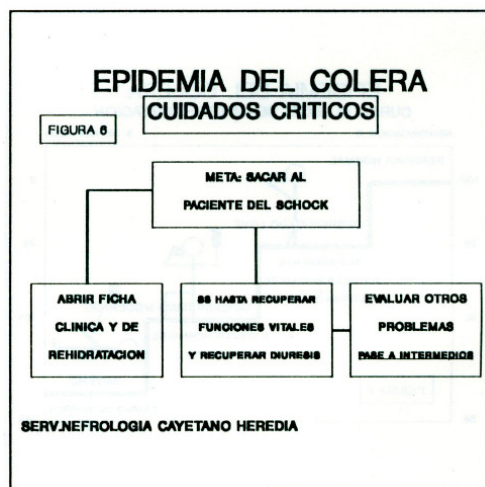 EPIDEMIA DEL COLERA
CUIDADOS CRITICOS
FIGURA 6
META: SACAR AL
PACIENTE DEL SCHOCK
ABRIR FICHA
CLINICA Y DE
REHIDRATACION
SS HASTA RECUPERAR
FUNCIONES VITALES
Y RECUPERAR DIURESIS
EVALUAR OTROS
PROBLEMAS
PASE A INTERMEDIOS
SERV.NEFROLOGIA CAYETANO HEREDIA